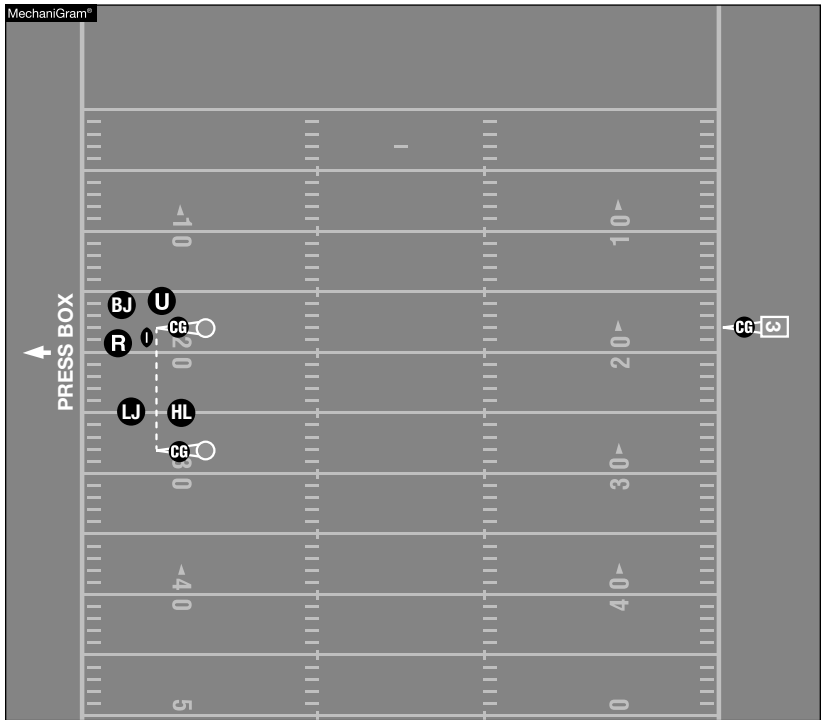 MechaniGram®
◄10
10►
PRESS BOX
BJ
U
CG
R
I
20
CG
3
20►
LJ
HL
CG
30
30►
◄40
40►
5
0